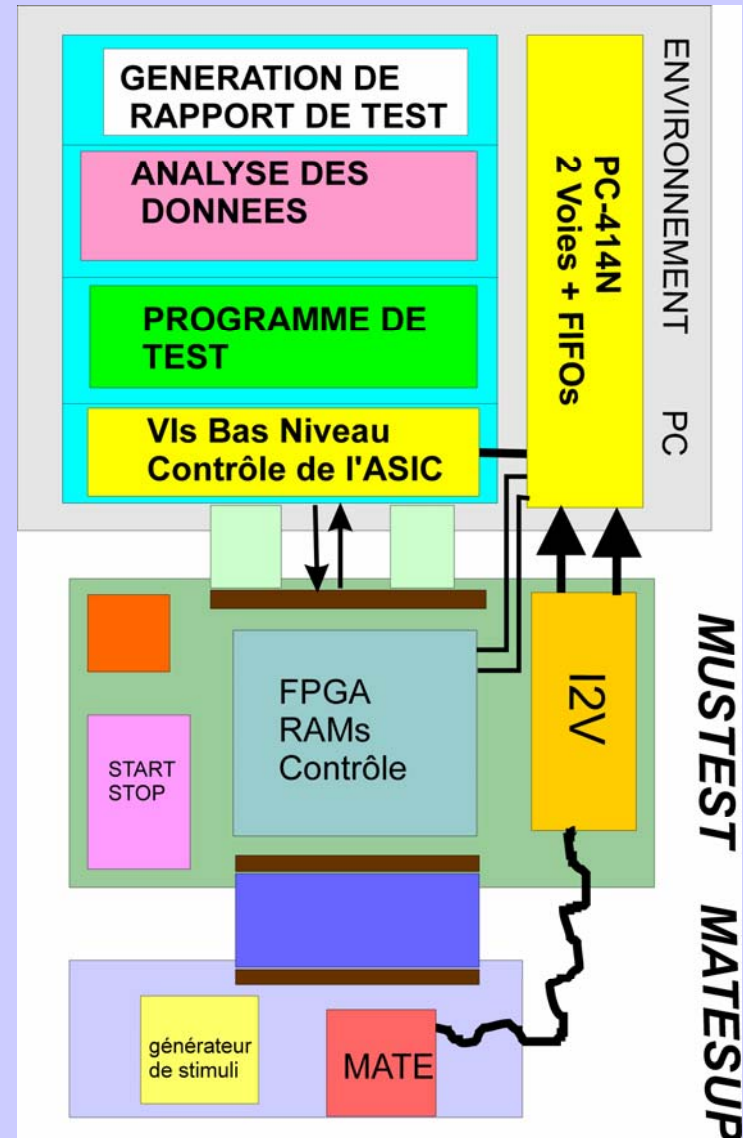 GENERATION DE
RAPPORT DE TEST
ANALYSE DES
DONNEES
PROGRAMME DE
TEST
VIs Bas Niveau
Contrôle de l'ASIC
PC-414N
2 Voies + FIFOs
ENVIRONNEMENT PC
FPGA
RAMs
Contrôle
START
STOP
I2V
MUSTEST
générateur
de stimuli
MATE
MATESUP